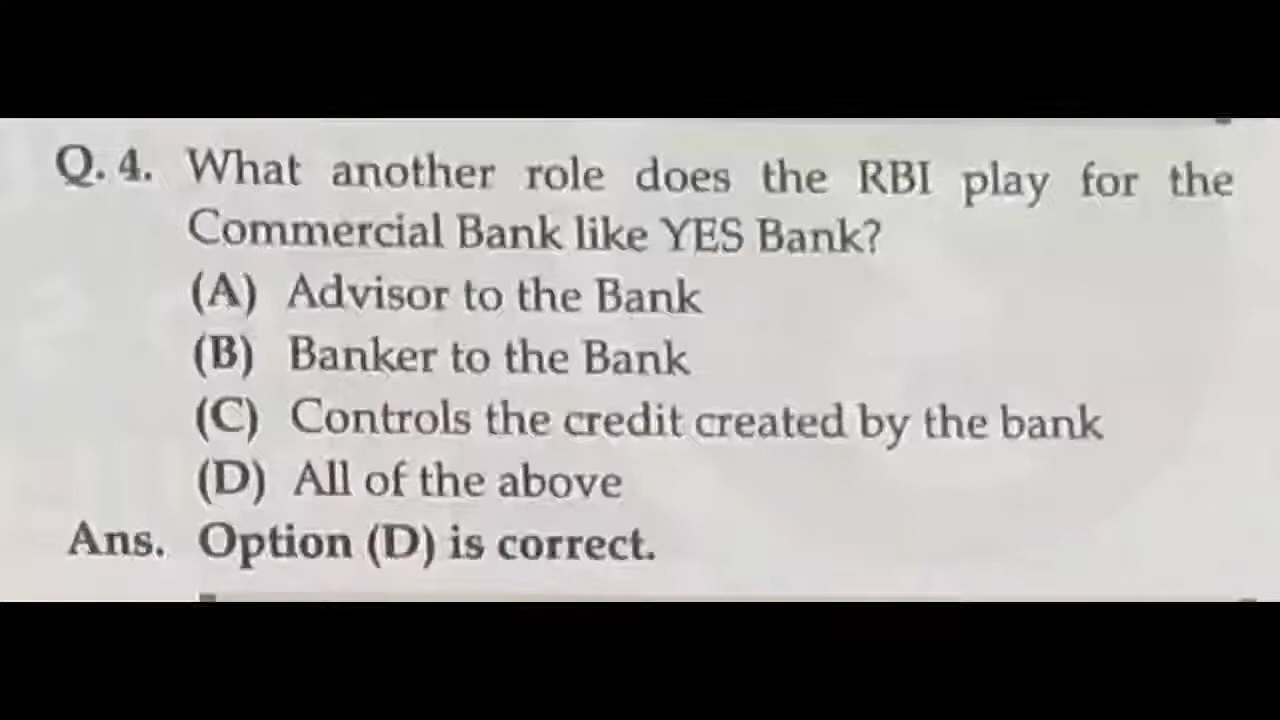 Q. 4. What another role does the RBI play for the
Commercial Bank like YES Bank?
(A) Advisor to the Bank
(B) Banker to the Bank
(C) Controls the credit created by the bank
(D) All of the above
Ans. Option (D) is correct.